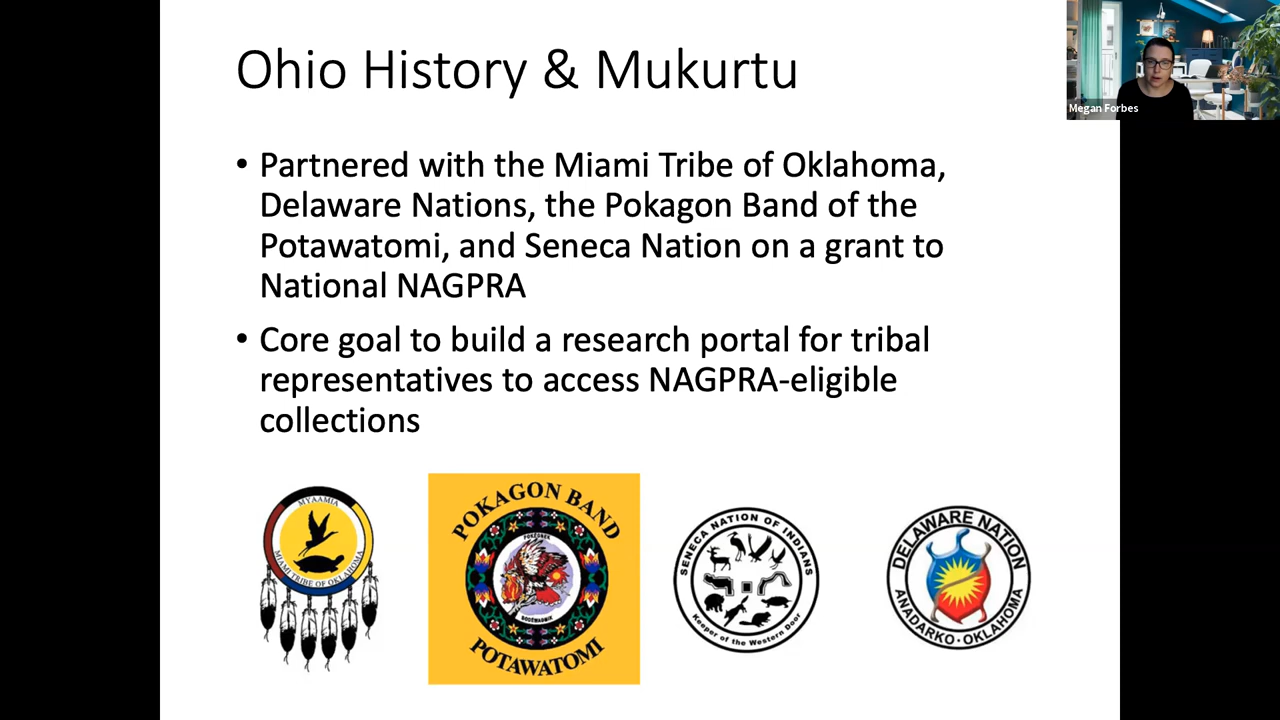 Ohio History & Mukurtu
Megan Forbes
• Partnered with the Miami Tribe of Oklahoma,
Delaware Nations, the Pokagon Band of the
Potawatomi, and Seneca Nation on a grant to
National NAGPRA
• Core goal to build a research portal for tribal
representatives to access NAGPRA-eligible
collections
MYAAMIA
MIAMI TRIBE OF OKLAHOMA
POKAGON BAND
POTAWATOMI
SENECA NATION OF INDIANS
Keeper of the Western Door
DELAWARE NATION
ANADARKO • OKLAHOMA